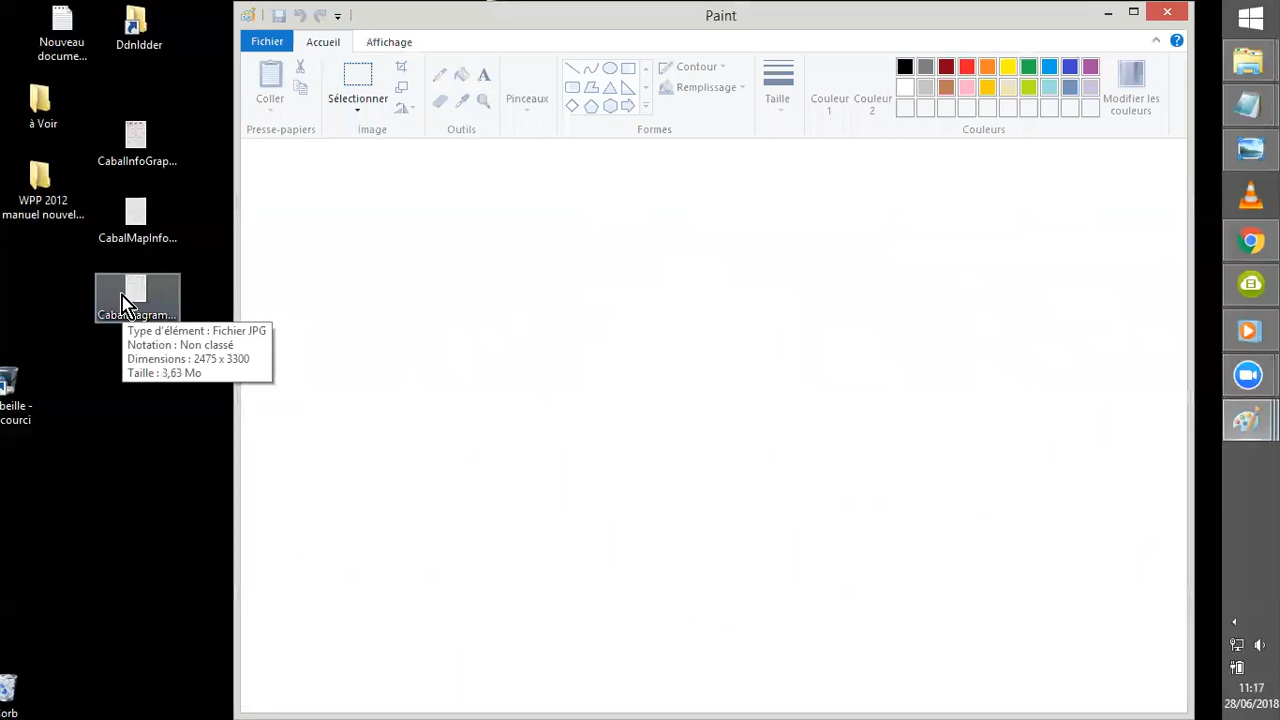 Nouveau
docume...
DdnIdder
à Voir
CabalInfoGrap...
WPP 2012
manuel nouvel...
CabalMapInfo...
Type d'élément : Fichier JPG
Notation : Non classé
Dimensions : 2475 x 3300
Taille : 3,63 Mo
beille -
courci
orb
Paint
Fichier
Accueil
Affichage
Coller
Presse-papiers
Sélectionner
Image
Outils
Pinceaux
Contour
Remplissage
Formes
Taille
Couleur
1
Couleur
2
Modifier les
couleurs
Couleurs
11:17
28/06/2018